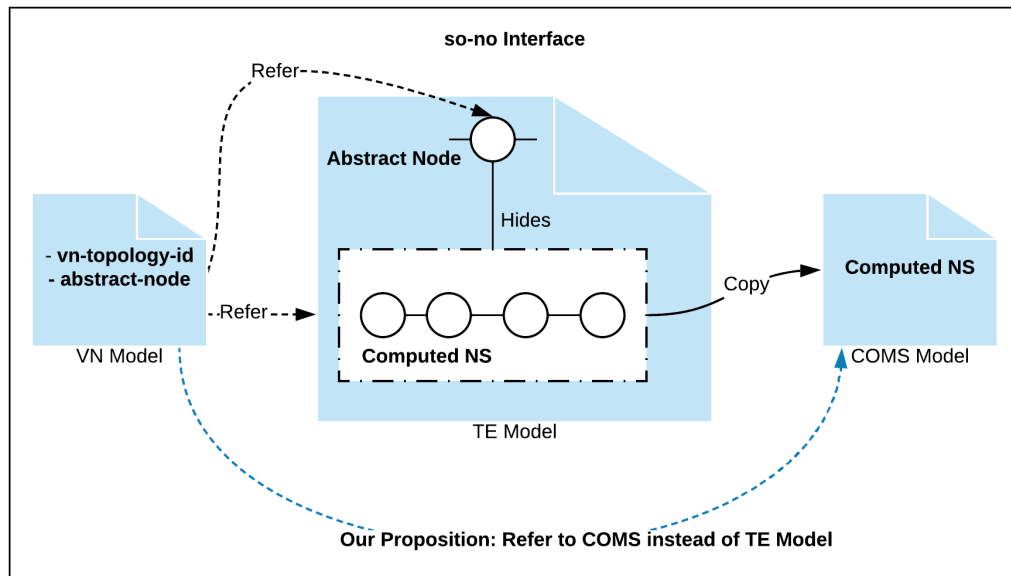 so-no Interface
Refer
Abstract Node
Hides
- vn-topology-id
- abstract-node
Computed NS
Copy
Refer
Computed NS
VN Model
COMS Model
TE Model
Our Proposition: Refer to COMS instead of TE Model